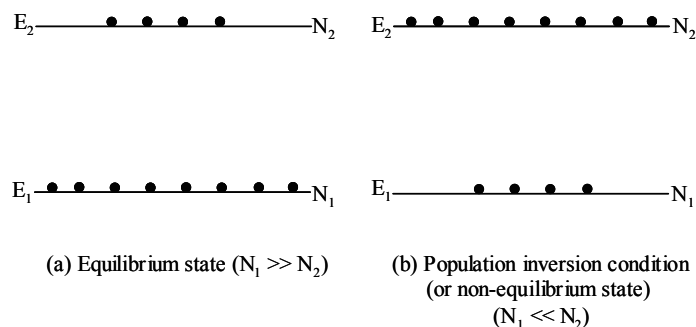 E₂ N₂
E₂ N₂
E₁ N₁
E₁ N₁
(a) Equilibrium state (N₁ >> N₂)
(b) Population inversion condition
(or non-equilibrium state)
(N₁ << N₂)